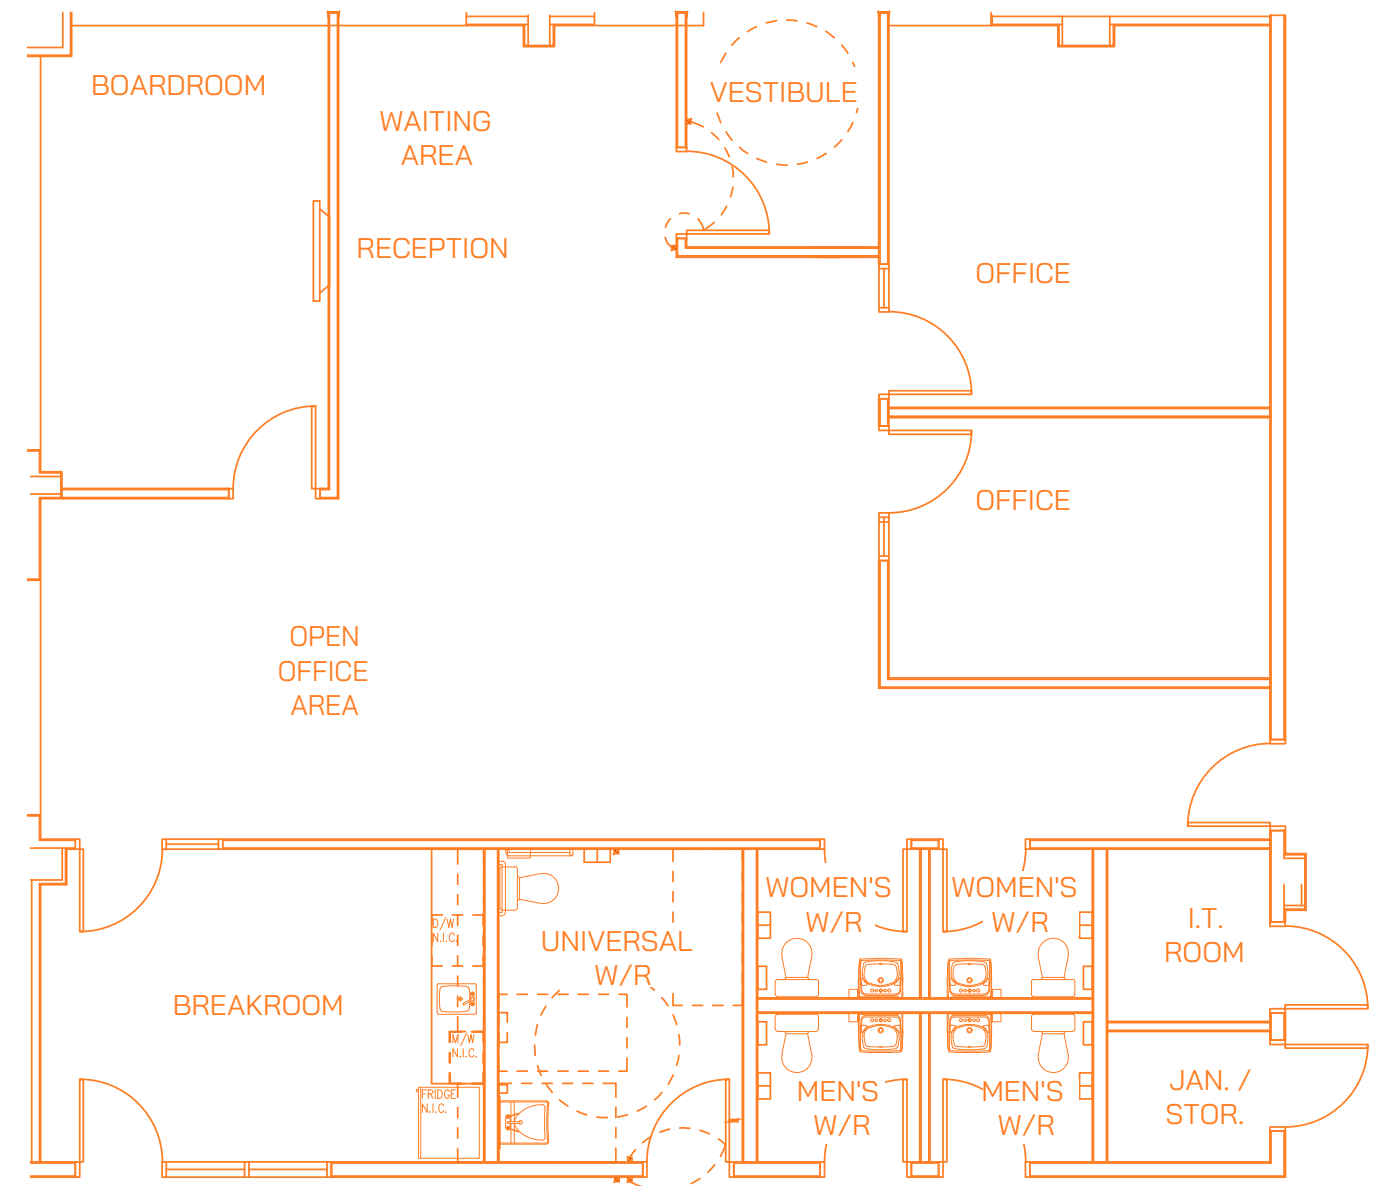 BOARDROOM
WAITING
AREA
VESTIBULE
RECEPTION
OFFICE
OFFICE
OPEN
OFFICE
AREA
WOMEN'S
W/R
WOMEN'S
W/R
I.T.
ROOM
D/W
N.I.C.
UNIVERSAL
W/R
BREAKROOM
M/W
N.I.C.
FRIDGE
N.I.C.
MEN'S
W/R
MEN'S
W/R
JAN. /
STOR.